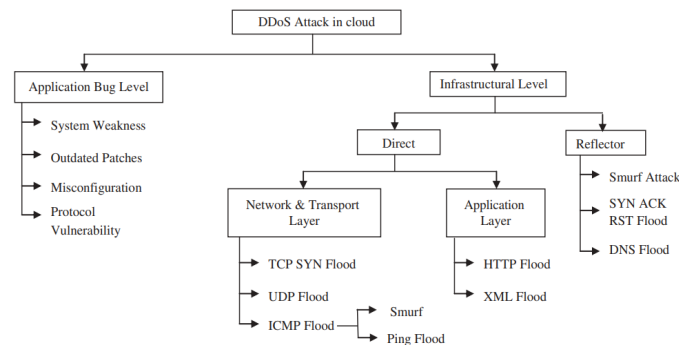 DDoS Attack in cloud
Application Bug Level
Infrastructural Level
System Weakness
Outdated Patches
Misconfiguration
Protocol
Vulnerability
Direct
Reflector
Smurf Attack
SYN ACK
RST Flood
DNS Flood
Network & Transport
Layer
Application
Layer
TCP SYN Flood
UDP Flood
ICMP Flood
Smurf
Ping Flood
HTTP Flood
XML Flood